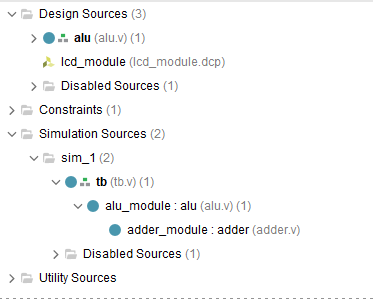 Design Sources (3)
alu (alu.v) (1)
lcd_module (lcd_module.dcp)
Disabled Sources (1)
Constraints (1)
Simulation Sources (2)
sim_1 (2)
tb (tb.v) (1)
alu_module : alu (alu.v) (1)
adder_module : adder (adder.v)
Disabled Sources (1)
Utility Sources